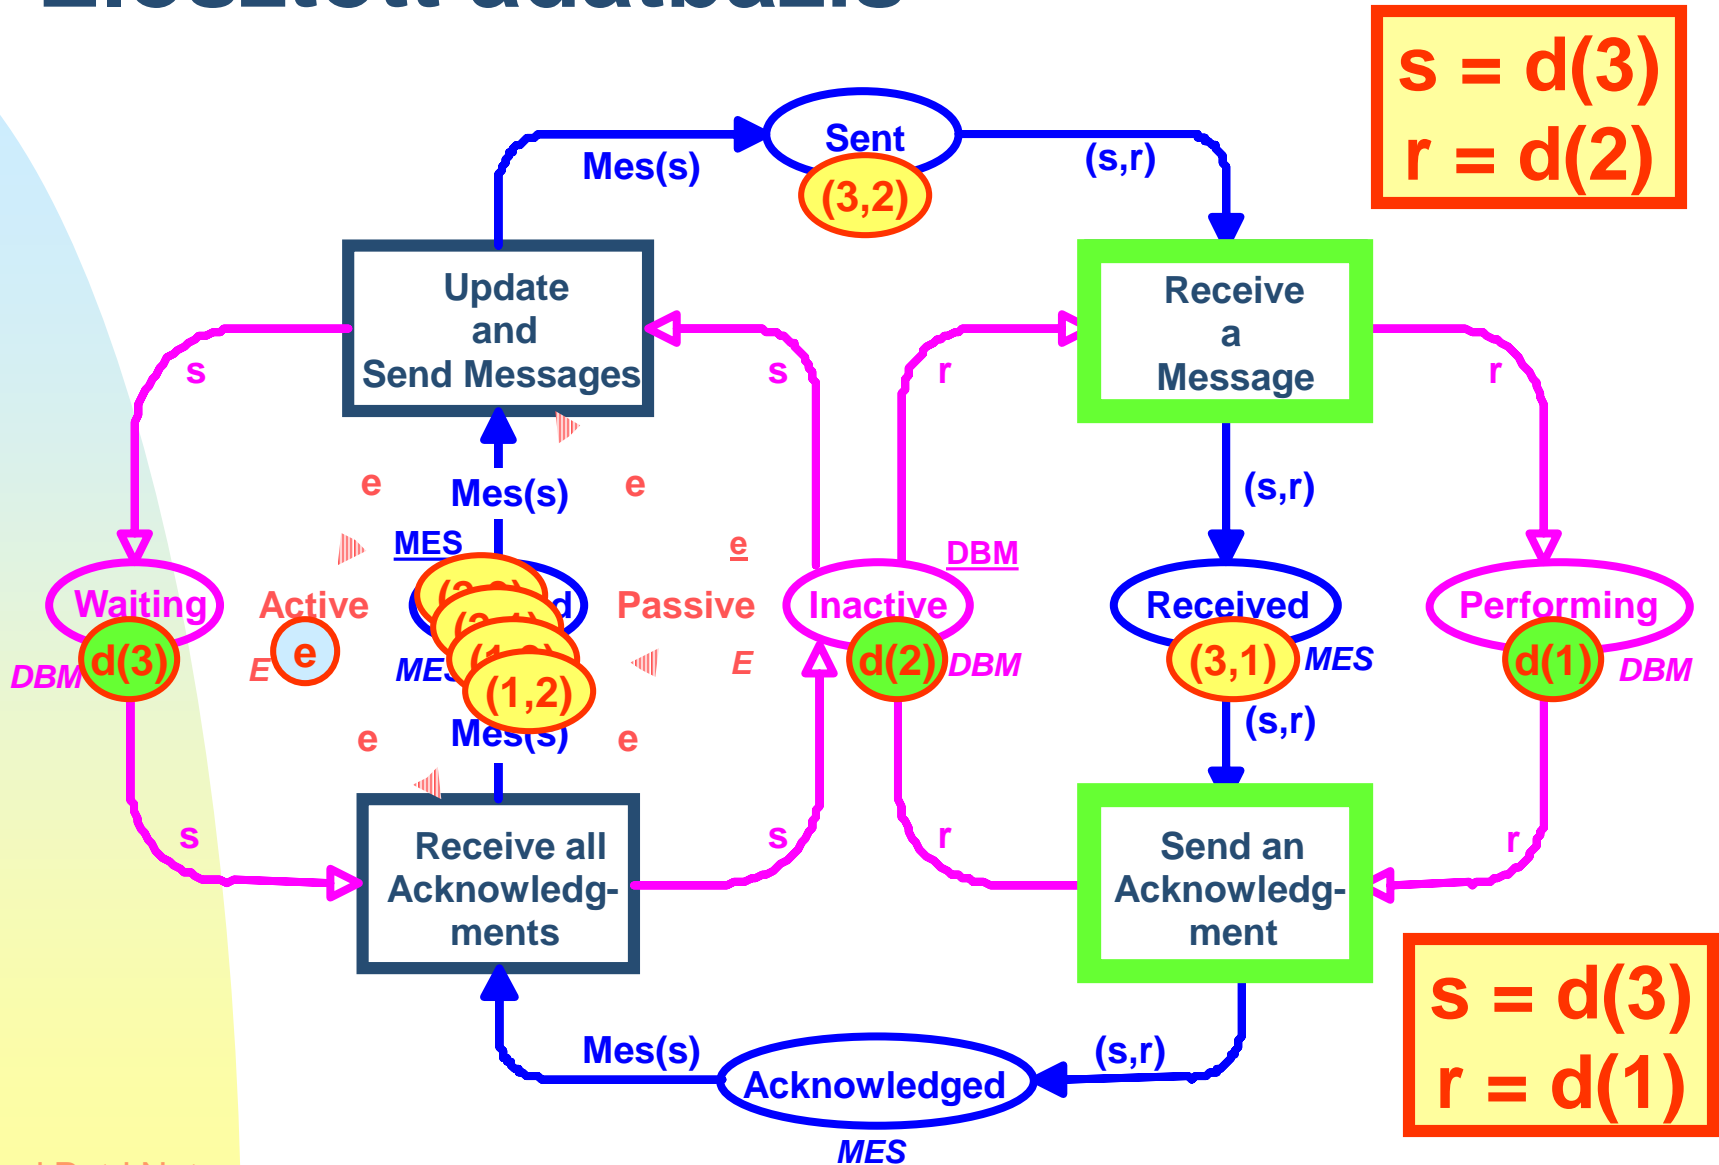 s = d(3)
r = d(2)
Sent
Mes(s)
(s,r)
(3,2)
Update
and
Send Messages
Receive
a
Message
s
s
r
r
e
Mes(s)
e
(s,r)
MES
e
DBM
Waiting
Active
Passive
Inactive
Received
Performing
d(3)
e
(1,2)
d(2)
(3,1)
d(1)
DBM
E
E
DBM
MES
DBM
e
Mes(s)
e
(s,r)
s
s
r
r
Receive all
Acknowledg-
ments
Send an
Acknowledg-
ment
s = d(3)
r = d(1)
Mes(s)
(s,r)
Acknowledged
MES